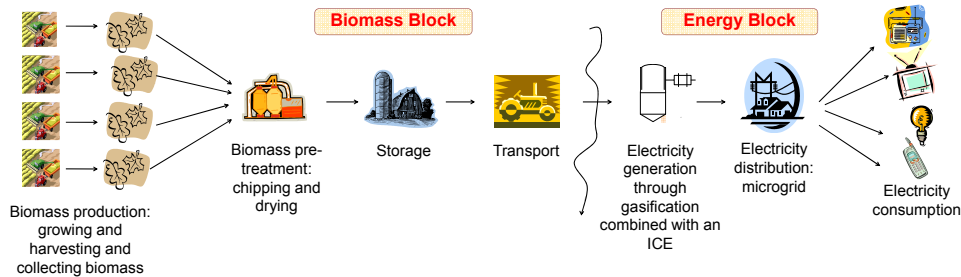 Biomass Block
Energy Block
Biomass production:
growing and
harvesting and
collecting biomass
Biomass pre-
treatment:
chipping and
drying
Storage
Transport
Electricity
generation
through
gasification
combined with an
ICE
Electricity
distribution:
microgrid
Electricity
consumption